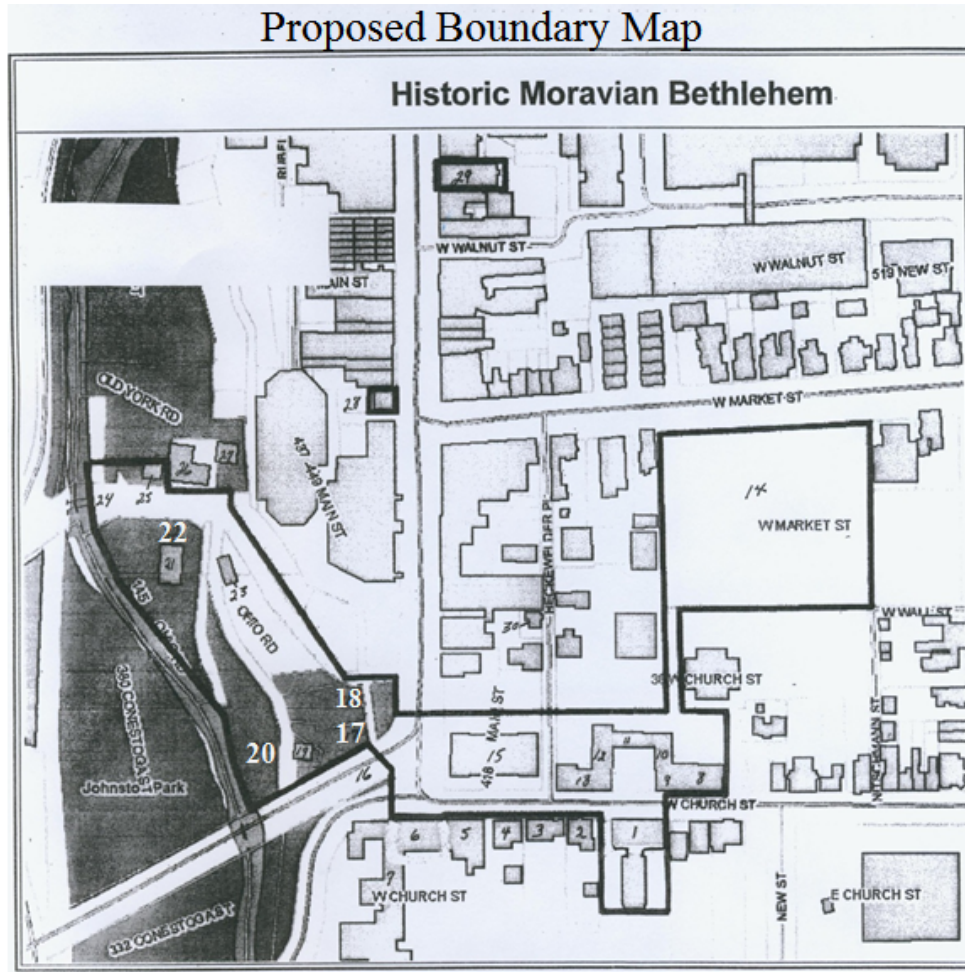 Proposed Boundary Map
Historic Moravian Bethlehem
29
W WALNUT ST
W WALNUT ST
519 NEW ST
MAIN ST
OLD YORK RD
28
W MARKET ST
437
449 MAIN ST
27
26
25
24
14
W MARKET ST
22
21
23
HECKEWELDER PL
OHIO RD
30
W WALL ST
380 CONESTOGA ST
18
17
20
19
16
MAIN ST
418
15
12
11
10
13
9
8
Johnston Park
W CHURCH ST
6
5
4
3
2
1
7
W CHURCH ST
NEW ST
E CHURCH ST
332 CONESTOGA ST